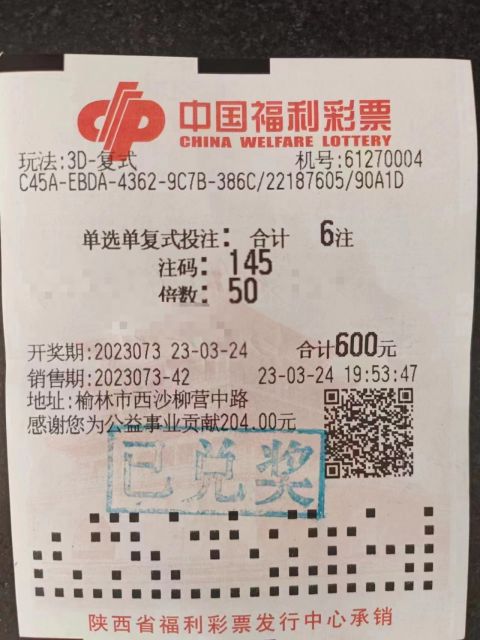 中国福利彩票
CHINA WELFARE LOTTERY
玩法:3D-复式 机号:61270004
C45A-EBDA-4362-9C7B-386C/22187605/90A1D
单选单复式投注: 合计 6注
注码: 145
倍数: 50
开奖期:2023073 23-03-24 合计600元
销售期:2023073-42 23-03-24 19:53:47
地址:榆林市西沙柳营中路
感谢您为公益事业贡献204.00元
已兑奖
陕西省福利彩票发行中心承销